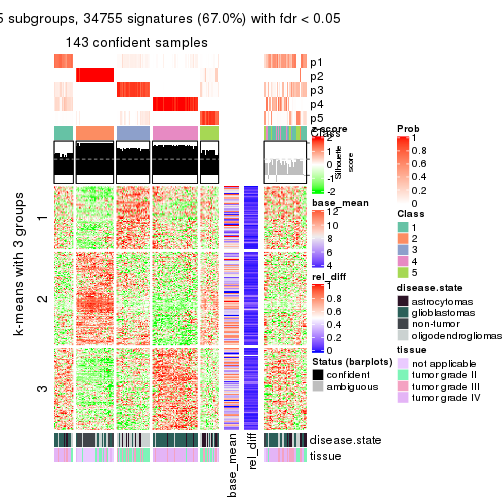 5 subgroups, 34755 signatures (67.0%) with fdr < 0.05
143 confident samples
p1
p2
p3
p4
p5
Class
Silhouette
score
k-means with 3 groups
1
2
3
base_mean
rel_diff
disease.state
tissue
z-score
2
1
0
-1
-2
base_mean
12
10
8
6
4
rel_diff
1
0.8
0.6
0.4
0.2
0
Status (barplots)
confident
ambiguous
Prob
1
0.8
0.6
0.4
0.2
0
Class
1
2
3
4
5
disease.state
astrocytomas
glioblastomas
non-tumor
oligodendrogliomas
tissue
not applicable
tumor grade II
tumor grade III
tumor grade IV